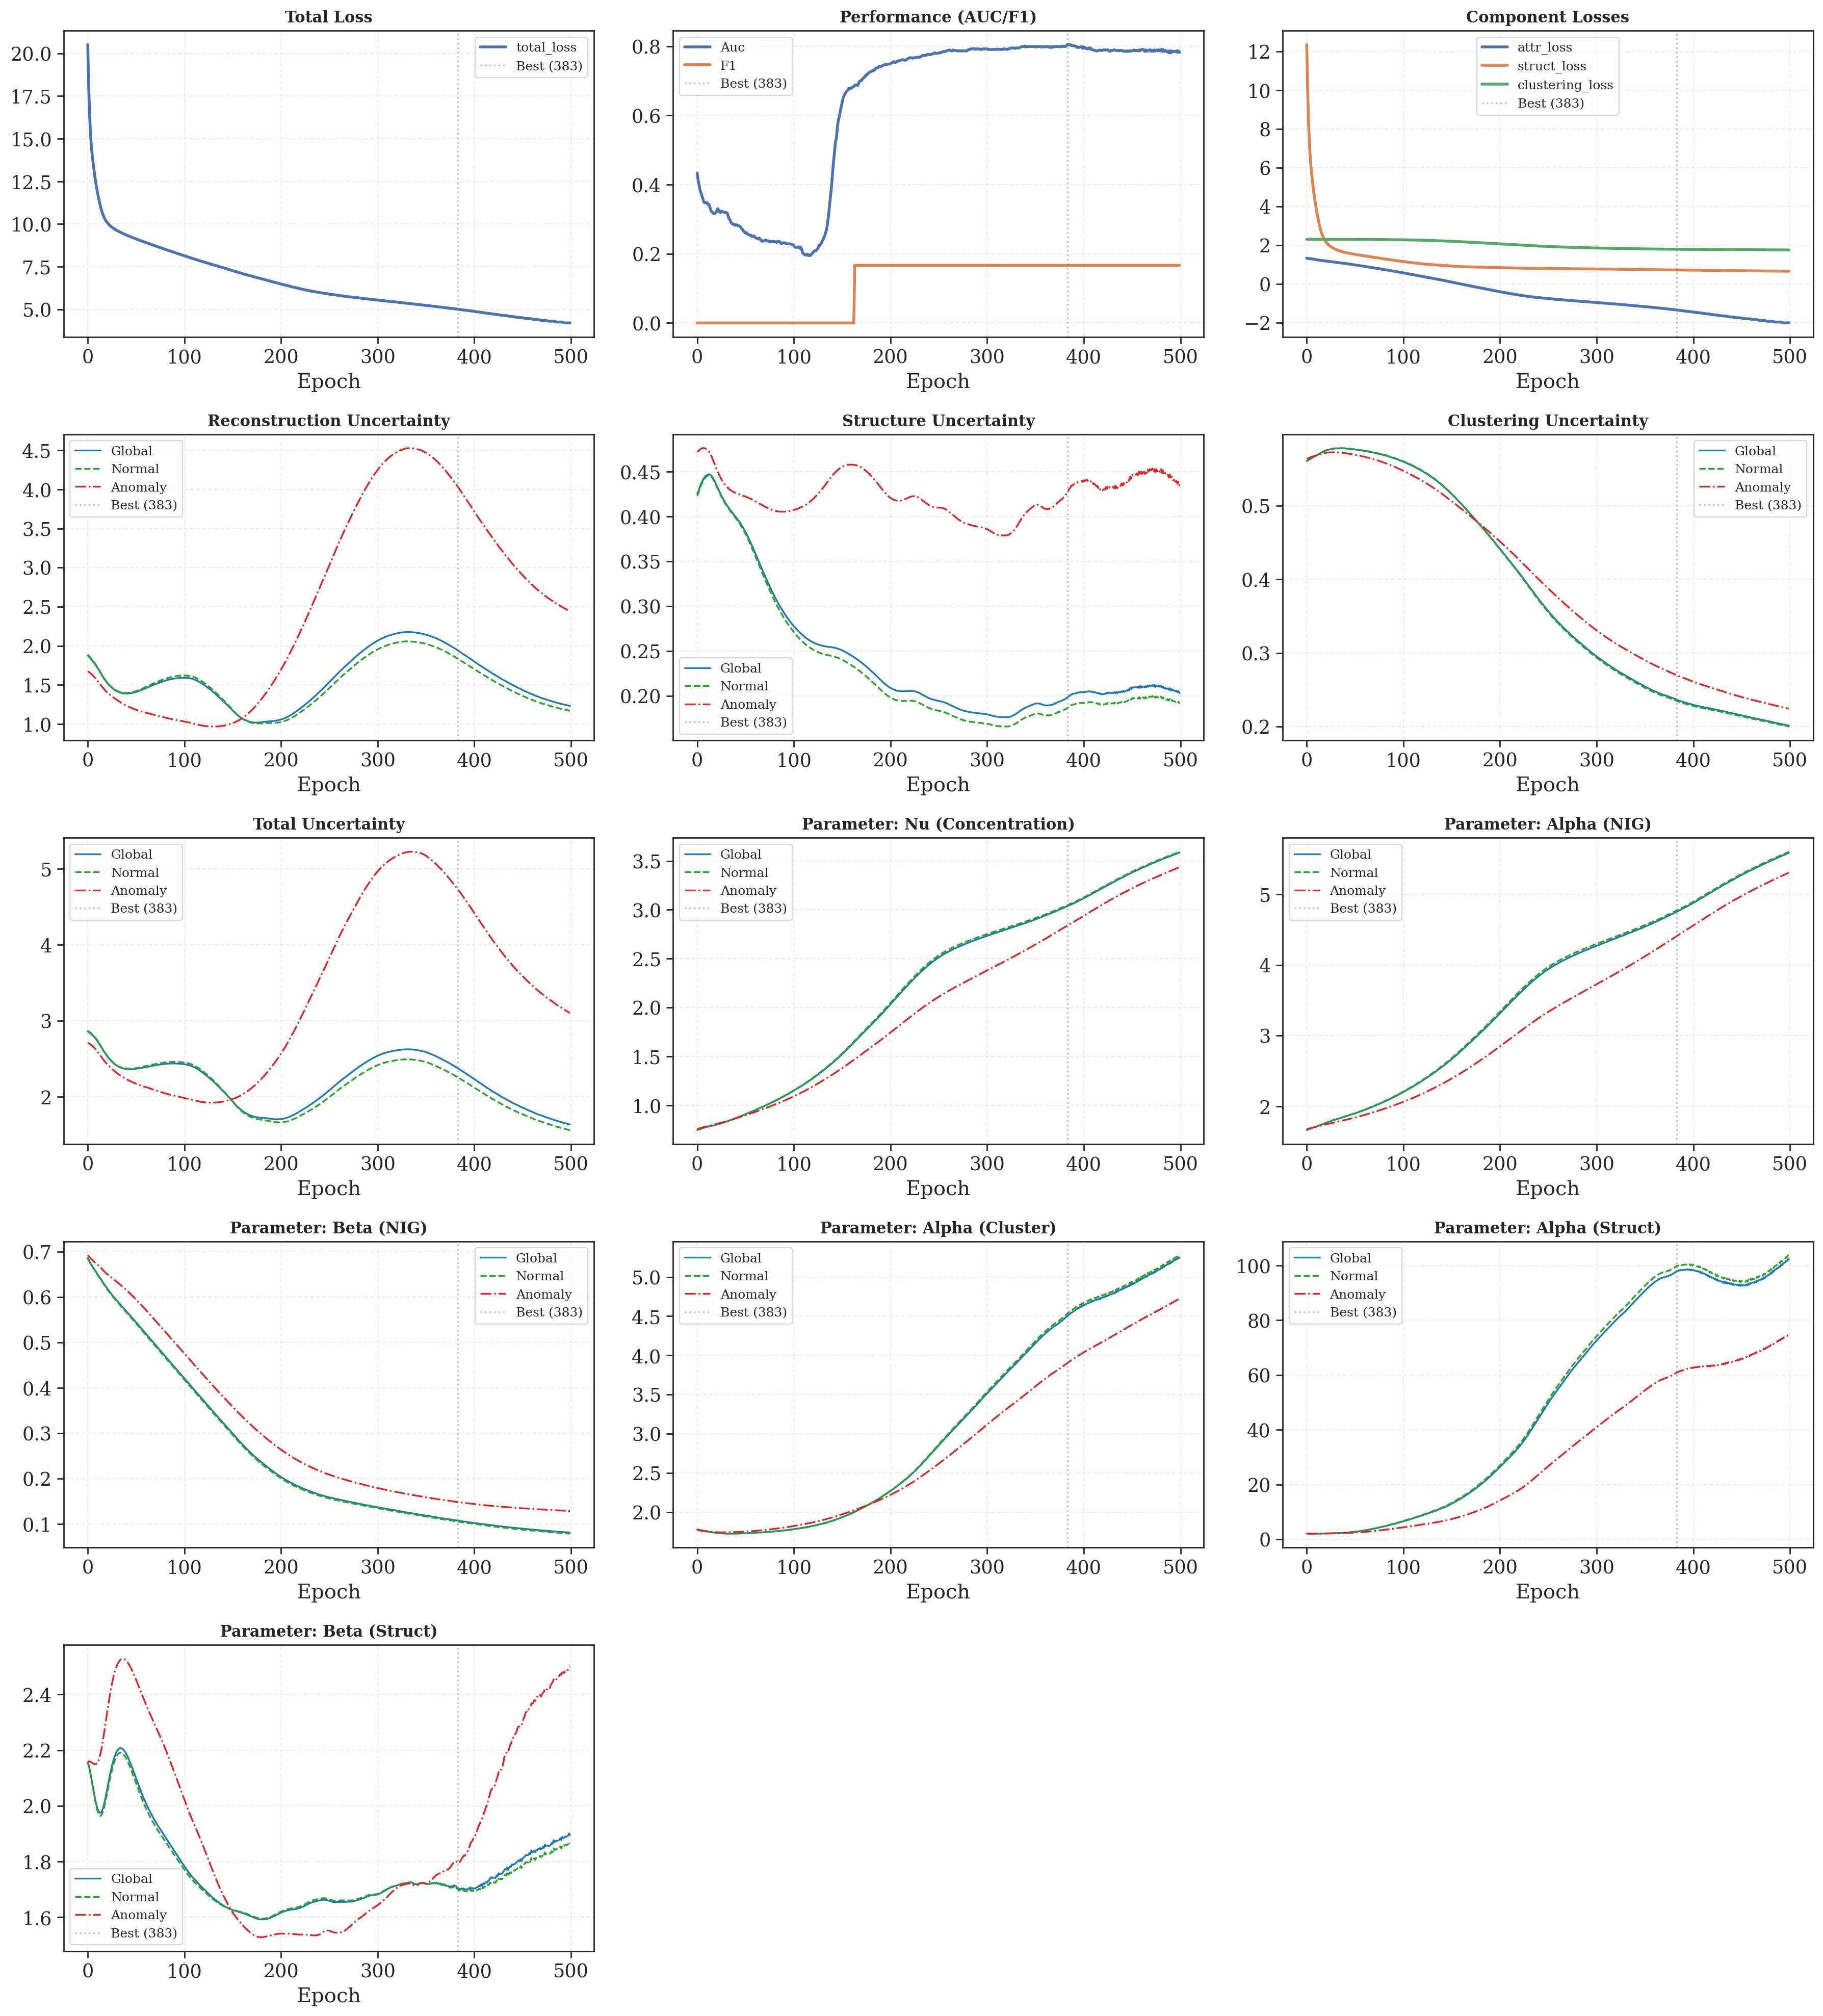 Total Loss
20.0
17.5
15.0
12.5
10.0
7.5
5.0
total_loss
Best (383)
0 100 200 300 400 500
Epoch
Performance (AUC/F1)
0.8
0.6
0.4
0.2
0.0
Auc
F1
Best (383)
0 100 200 300 400 500
Epoch
Component Losses
12
10
8
6
4
2
0
−2
attr_loss
struct_loss
clustering_loss
Best (383)
0 100 200 300 400 500
Epoch
Reconstruction Uncertainty
4.5
4.0
3.5
3.0
2.5
2.0
1.5
1.0
Global
Normal
Anomaly
Best (383)
0 100 200 300 400 500
Epoch
Structure Uncertainty
0.45
0.40
0.35
0.30
0.25
0.20
Global
Normal
Anomaly
Best (383)
0 100 200 300 400 500
Epoch
Clustering Uncertainty
0.5
0.4
0.3
0.2
Global
Normal
Anomaly
Best (383)
0 100 200 300 400 500
Epoch
Total Uncertainty
5
4
3
2
Global
Normal
Anomaly
Best (383)
0 100 200 300 400 500
Epoch
Parameter: Nu (Concentration)
3.5
3.0
2.5
2.0
1.5
1.0
Global
Normal
Anomaly
Best (383)
0 100 200 300 400 500
Epoch
Parameter: Alpha (NIG)
5
4
3
2
Global
Normal
Anomaly
Best (383)
0 100 200 300 400 500
Epoch
Parameter: Beta (NIG)
0.7
0.6
0.5
0.4
0.3
0.2
0.1
Global
Normal
Anomaly
Best (383)
0 100 200 300 400 500
Epoch
Parameter: Alpha (Cluster)
5.0
4.5
4.0
3.5
3.0
2.5
2.0
Global
Normal
Anomaly
Best (383)
0 100 200 300 400 500
Epoch
Parameter: Alpha (Struct)
100
80
60
40
20
0
Global
Normal
Anomaly
Best (383)
0 100 200 300 400 500
Epoch
Parameter: Beta (Struct)
2.4
2.2
2.0
1.8
1.6
Global
Normal
Anomaly
Best (383)
0 100 200 300 400 500
Epoch